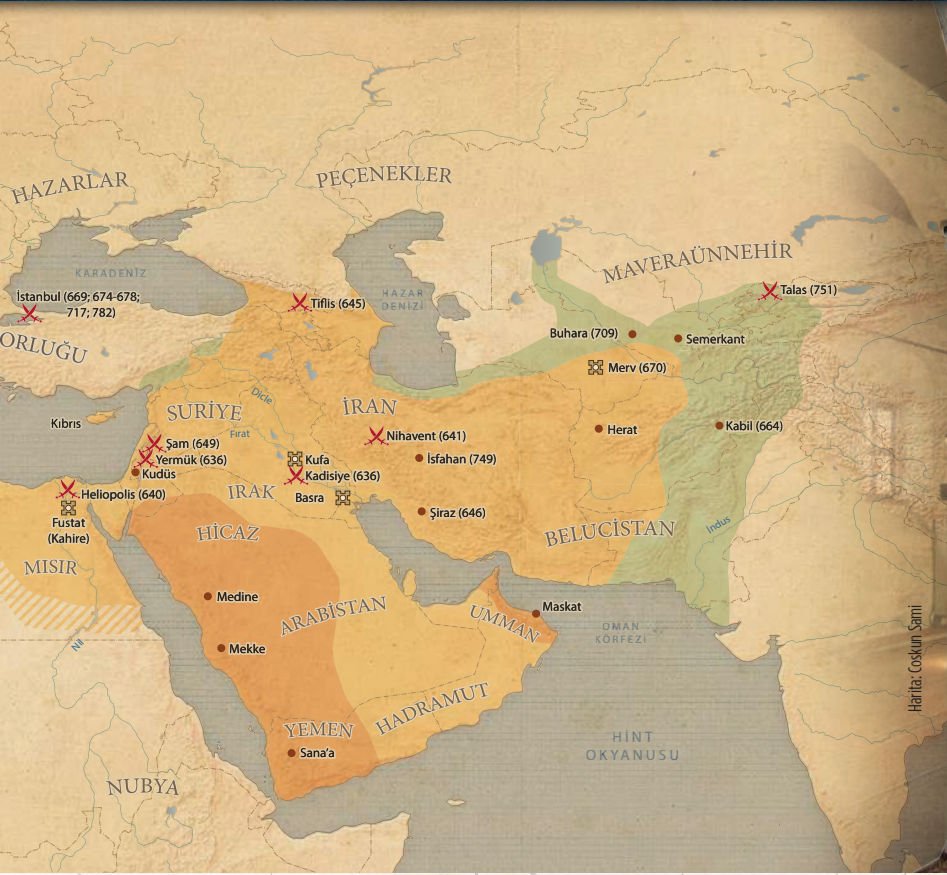 HAZARLAR
PEÇENEKLER
MAVERAÜNNEHİR
KARADENİZ
İstanbul (669; 674-678;
717; 782)
ORLUĞU
Tiflis (645)
HAZAR
DENİZİ
Talas (751)
Buhara (709)
Semerkant
Merv (670)
Dicle
Kıbrıs
SURİYE
İRAN
Fırat
Herat
Kabil (664)
Şam (649)
Nihavent (641)
Yermük (636)
Kufa
İsfahan (749)
Kudüs
Kadisiye (636)
Heliopolis (640)
IRAK
Basra
Fustat
(Kahire)
Şiraz (646)
HİCAZ
BELUCİSTAN
Indus
MISIR
Medine
ARABİSTAN
UMMAN
Maskat
OMAN
KÖRFEZİ
Nil
Mekke
HADRAMUT
YEMEN
Sana'a
HİNT
OKYANUSU
NUBYA
Harita: Coskun Sami